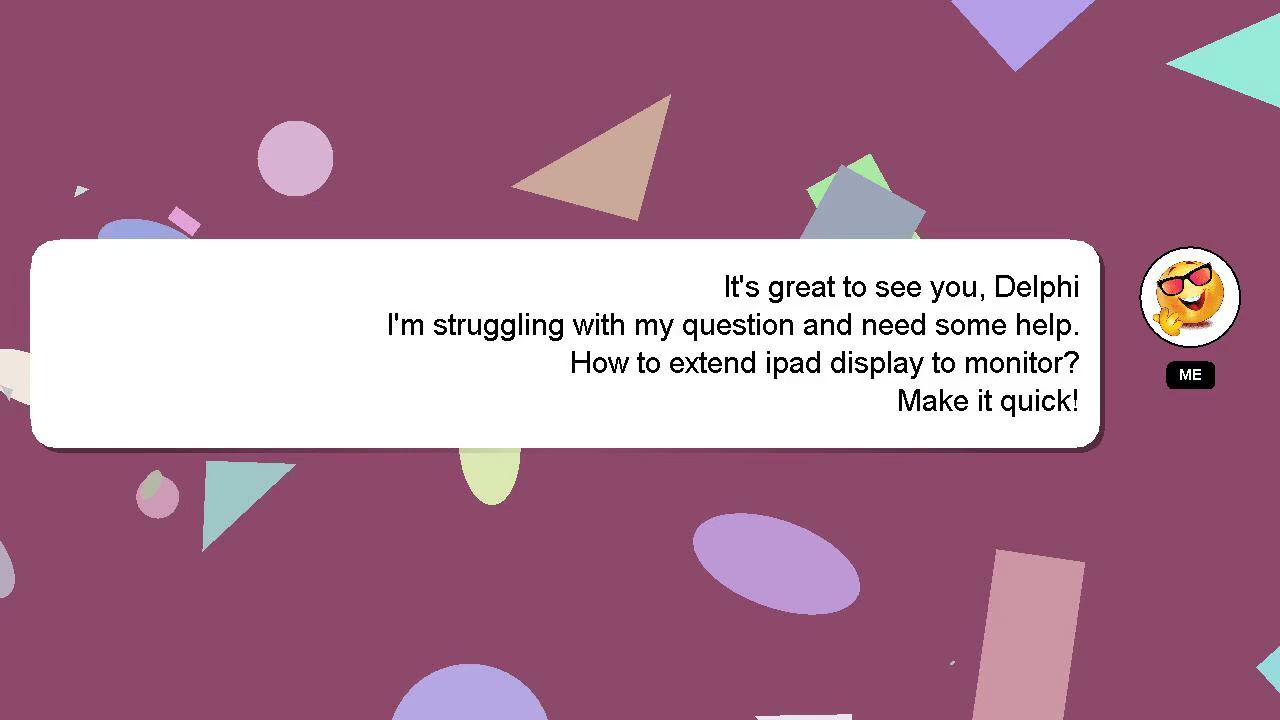 It's great to see you, Delphi
I'm struggling with my question and need some help.
How to extend ipad display to monitor?
Make it quick!
ME